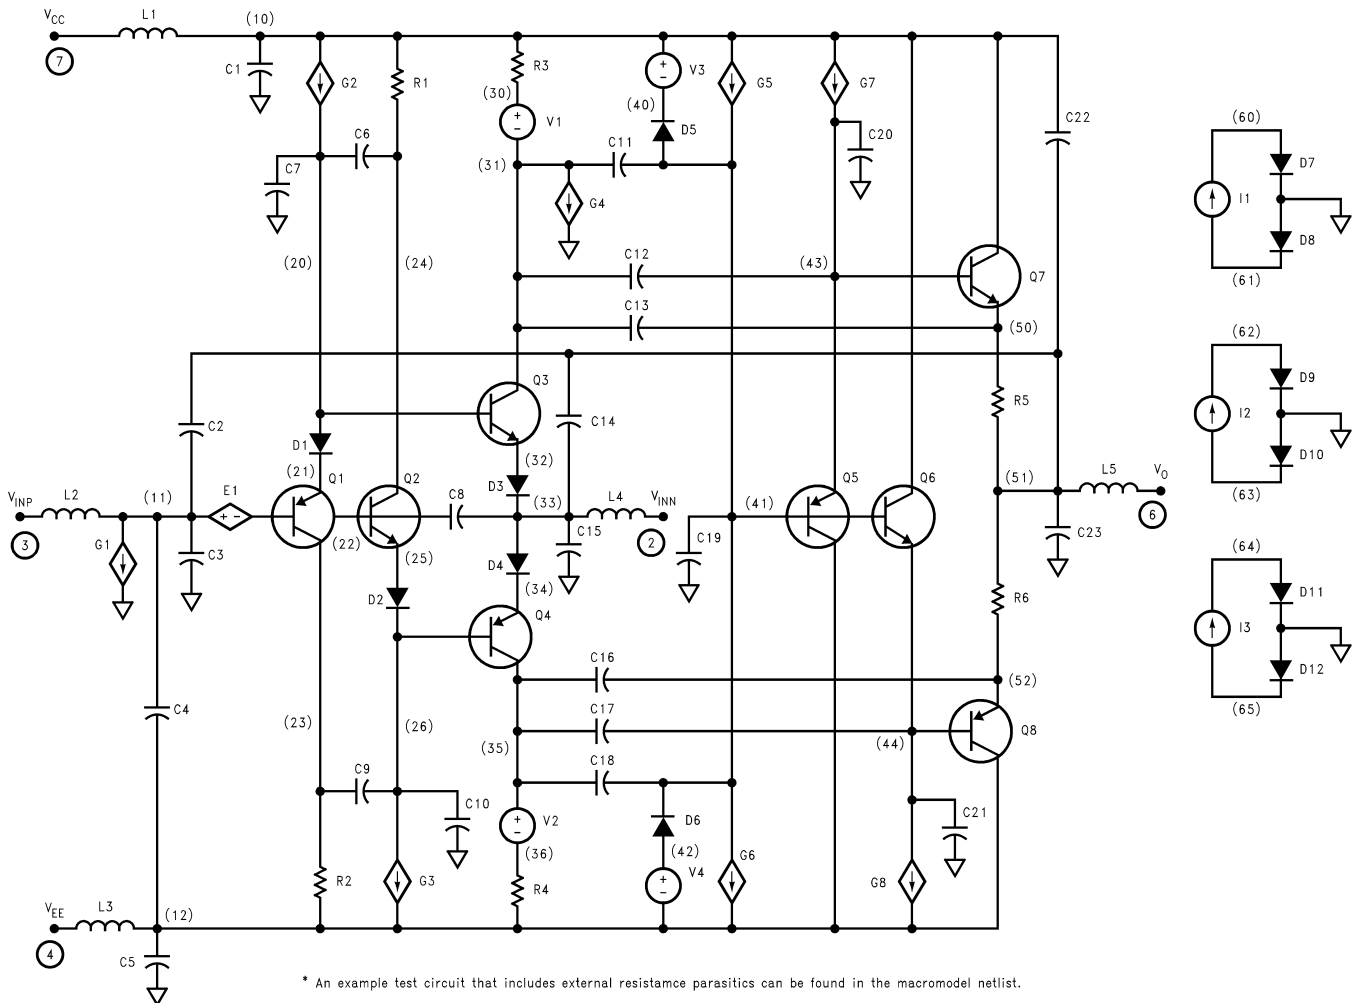 V_CC L1 (10)
7 C1 G2 R1 R3 V3 G5 G7
(30) (40)
V1 D5 C20 C22
C6 C11
C7 (31) G4
(60)
D7
I1
D8
(61)
(20) (24) C12 (43) Q7
C13 (50)
(62)
D9
I2
D10
(63)
Q3 R5
C2 C14
D1 (32)
(21) Q1 Q2 D3 (51) L5 V_O
V_INP L2 (11) E1 C8 (33) L4 V_INN (41) Q5 Q6
3 G1 C3 (22) (25) C15 2 C19 C23 6
D4
(34)
D2 Q4 R6
(64)
D11
I3
D12
(65)
C16 (52)
C4 (23) (26) C17 (44) Q8
(35)
C9 C10 C18
V2 D6 C21
(36) (42) G6
R2 G3 R4 V4 G8
V_EE L3 (12)
4 C5
* An example test circuit that includes external resistance parasitics can be found in the macromodel netlist.